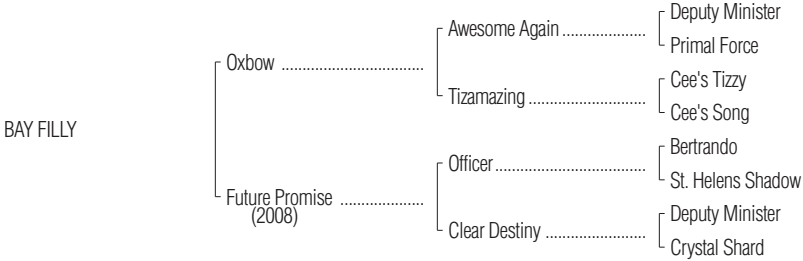 Deputy Minister
Awesome Again ....................
Primal Force
Oxbow .................................
Cee's Tizzy
Tizamazing ...........................
Cee's Song
BAY FILLY
Bertrando
Officer...................................
St. Helens Shadow
Future Promise ...................
(2008)
Deputy Minister
Clear Destiny .......................
Crystal Shard